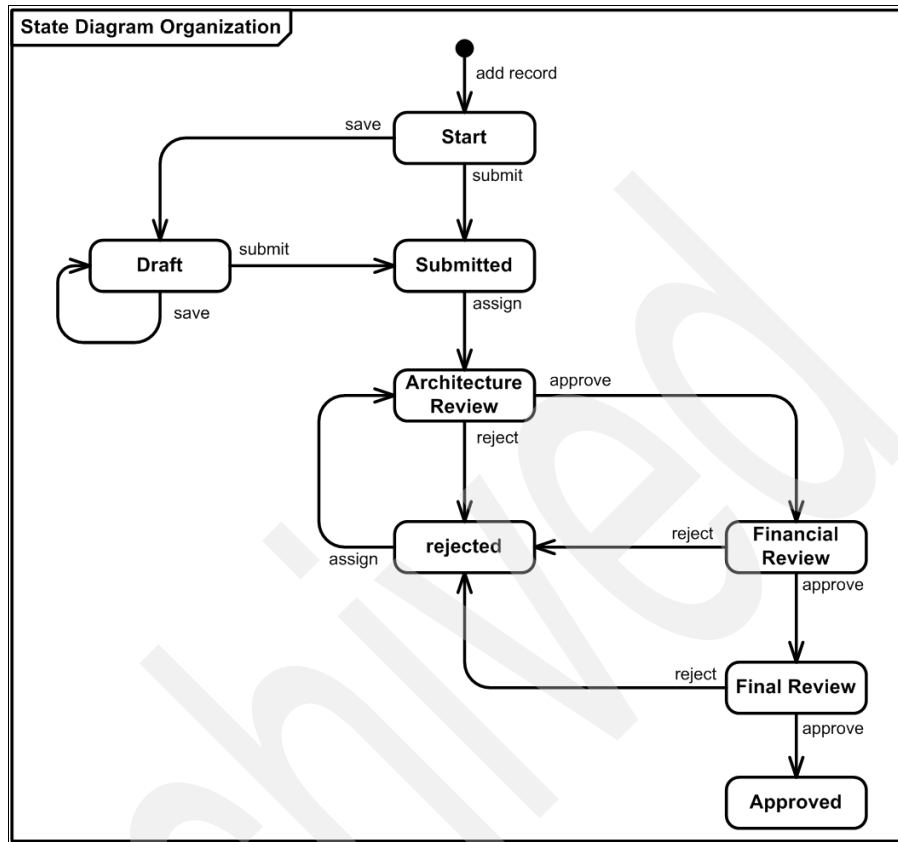 State Diagram Organization
add record
save
Start
submit
Draft
submit
Submitted
save
assign
Architecture
Review
approve
reject
rejected
reject
Financial
Review
assign
approve
reject
Final Review
approve
Approved